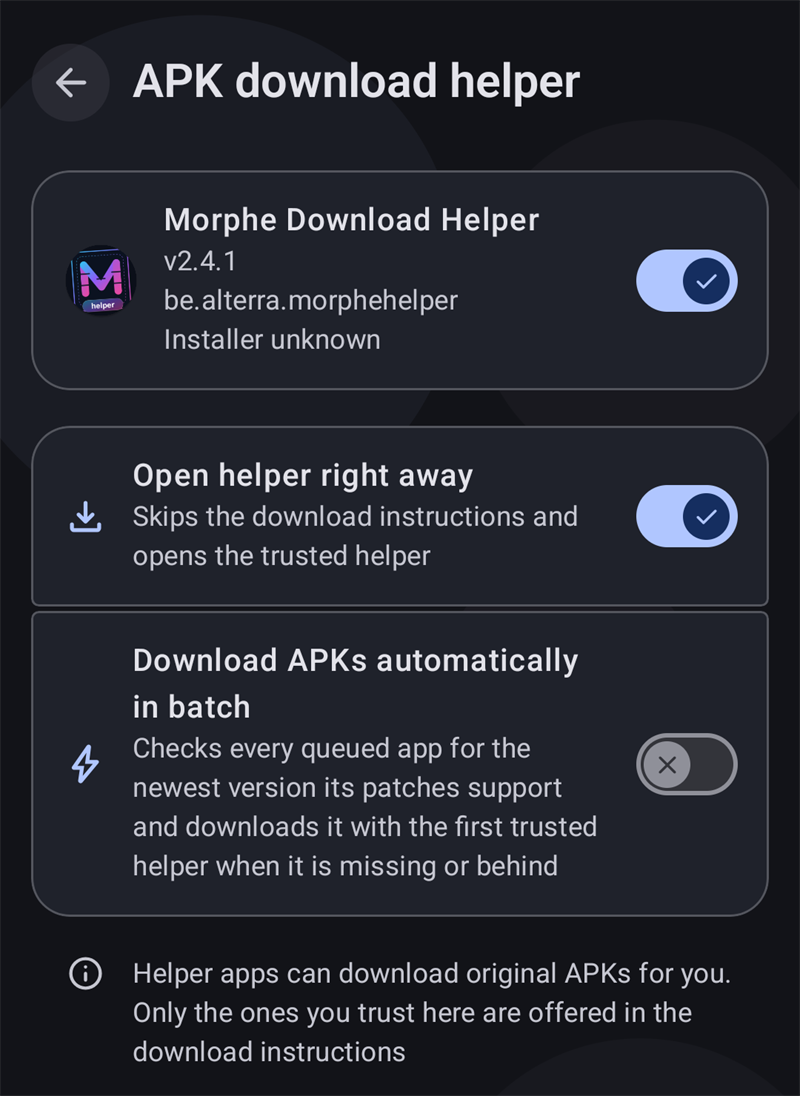 APK download helper
Morphe Download Helper
v2.4.1
be.alterra.morphehelper
Installer unknown
M
helper
Open helper right away
Skips the download instructions and
opens the trusted helper
Download APKs automatically
in batch
Checks every queued app for the
newest version its patches support
and downloads it with the first trusted
helper when it is missing or behind
Helper apps can download original APKs for you.
Only the ones you trust here are offered in the
download instructions